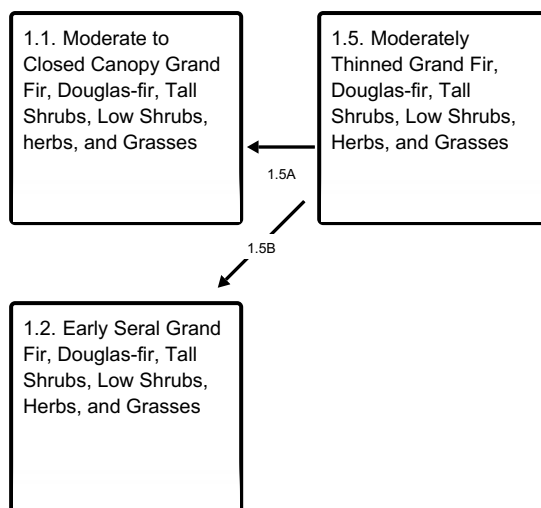 1.1. Moderate to
Closed Canopy Grand
Fir, Douglas-fir, Tall
Shrubs, Low Shrubs,
herbs, and Grasses
1.5. Moderately
Thinned Grand Fir,
Douglas-fir, Tall
Shrubs, Low Shrubs,
Herbs, and Grasses
1.5A
1.5B
1.2. Early Seral Grand
Fir, Douglas-fir, Tall
Shrubs, Low Shrubs,
Herbs, and Grasses